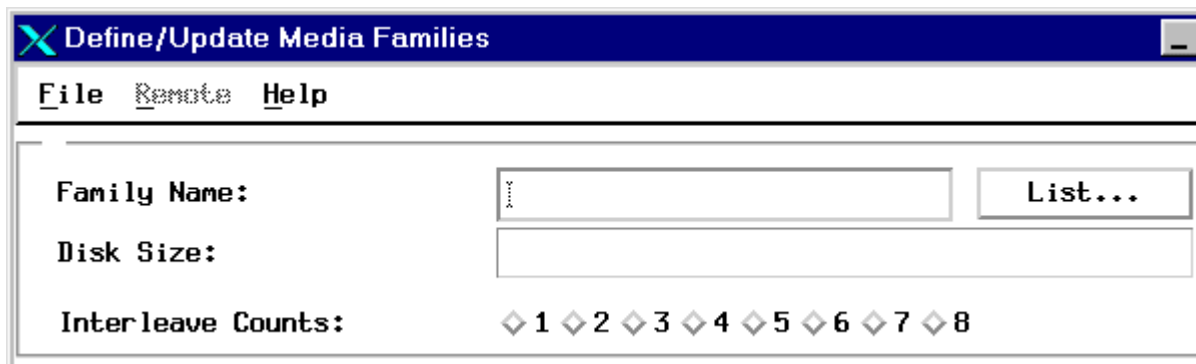 Define/Update Media Families
File Remote Help
Family Name: List...
Disk Size:
Interleave Counts: 1 2 3 4 5 6 7 8